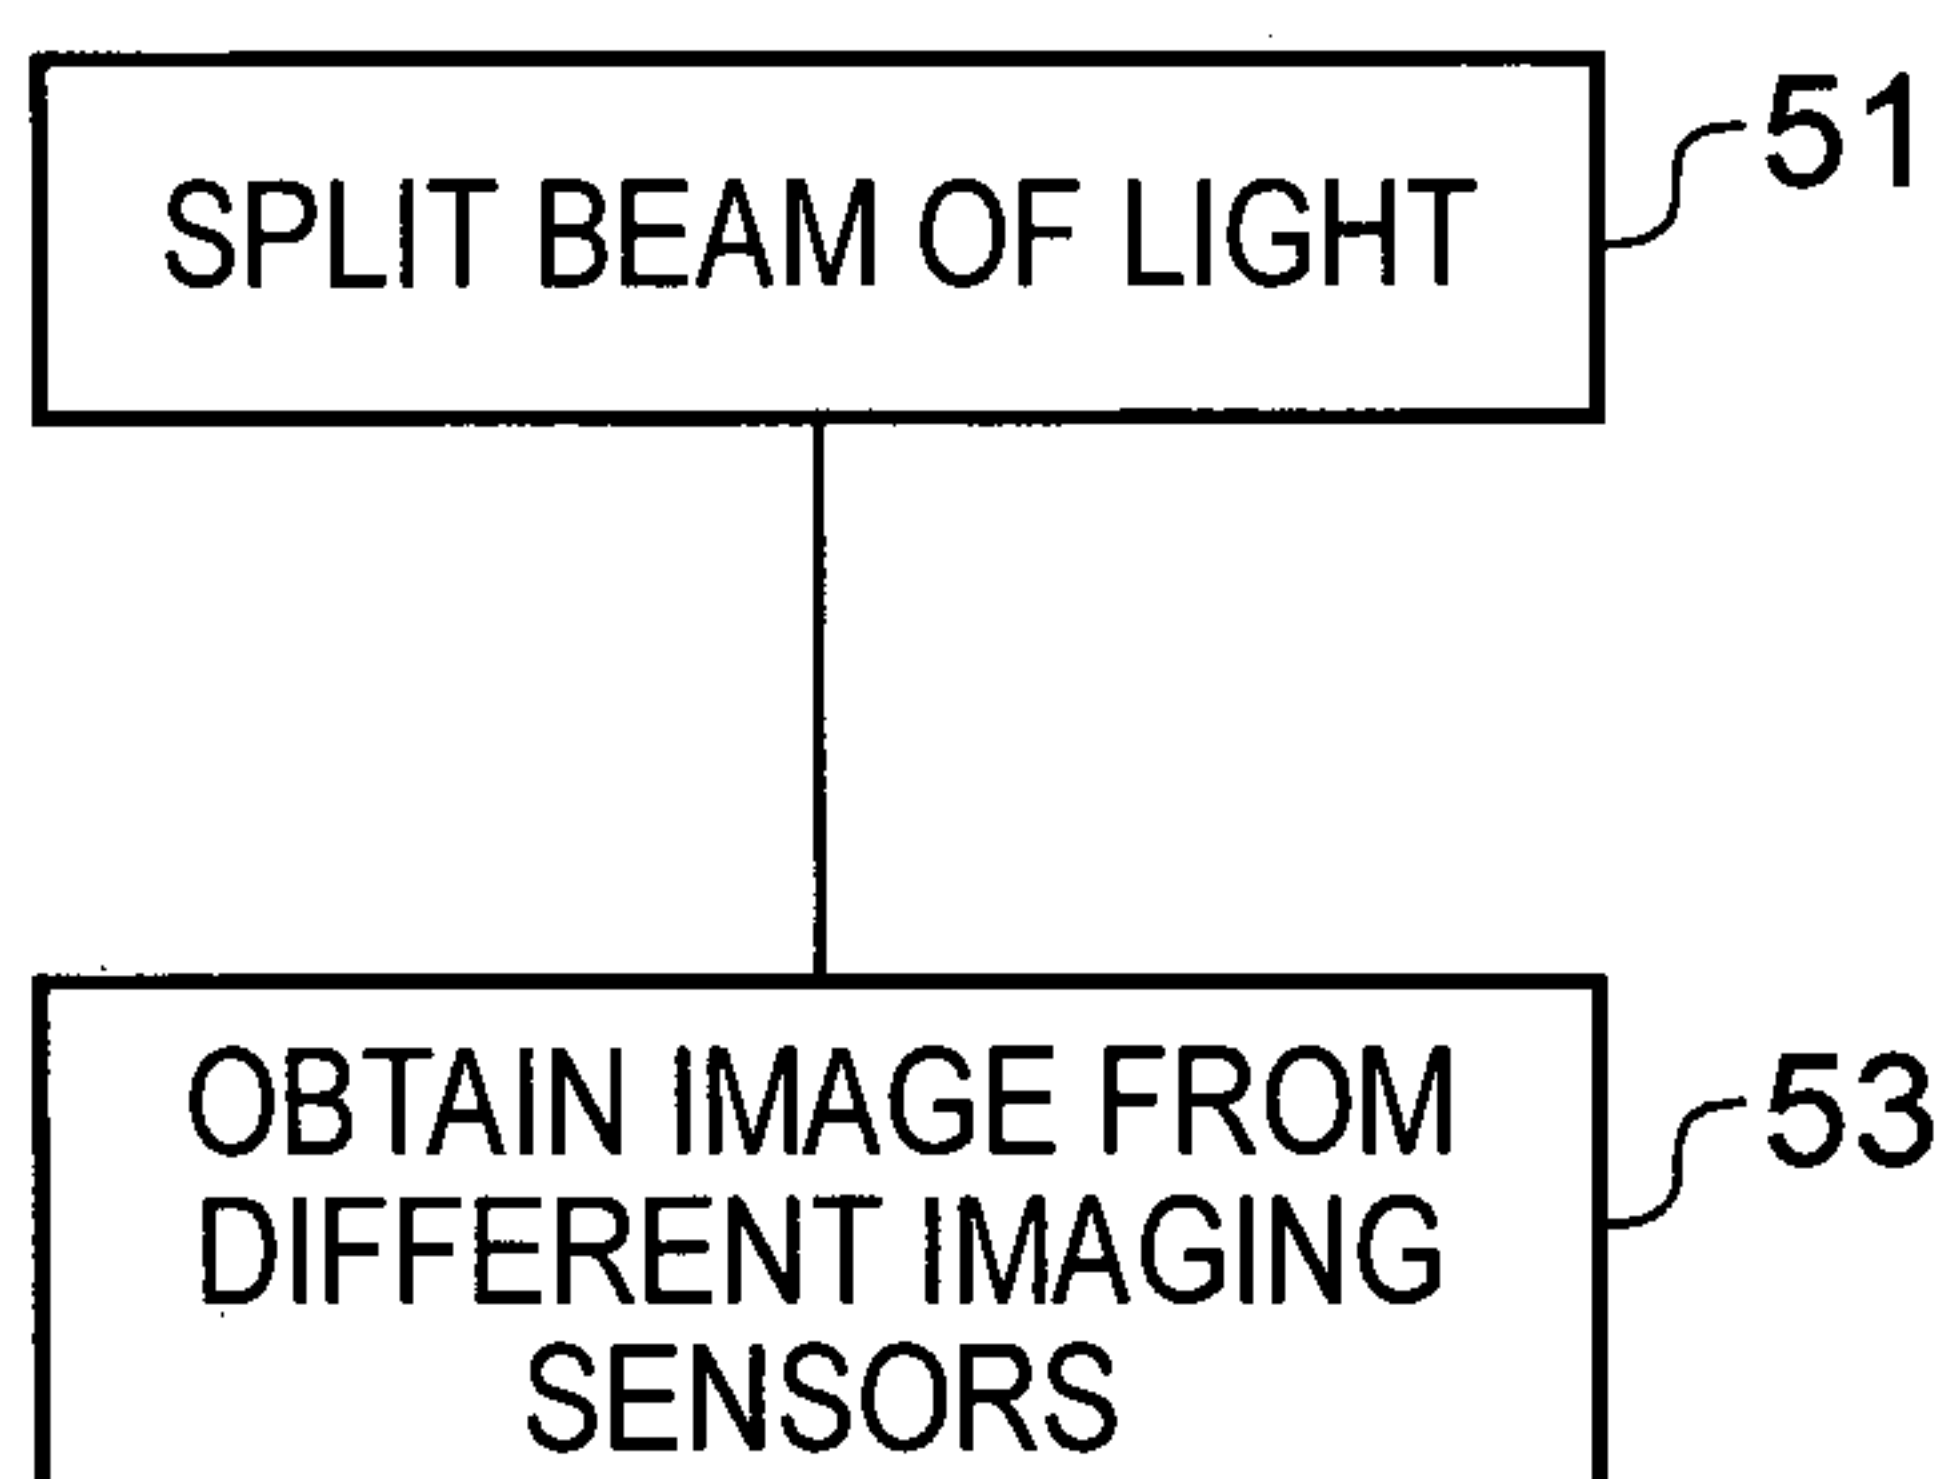 51
SPLIT BEAM OF LIGHT
53
OBTAIN IMAGE FROM
DIFFERENT IMAGING
SENSORS